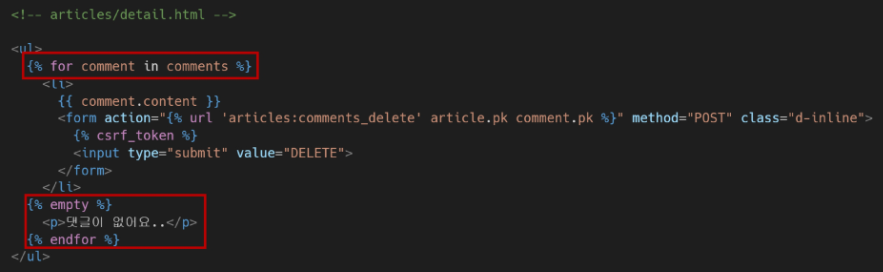 <!-- articles/detail.html -->
<ul>
{% for comment in comments %}
<li>
{{ comment.content }}
<form action="{% url 'articles:comments_delete' article.pk comment.pk %}" method="POST" class="d-inline">
{% csrf_token %}
<input type="submit" value="DELETE">
</form>
</li>
{% empty %}
<p>댓글이 없어요..</p>
{% endfor %}
</ul>